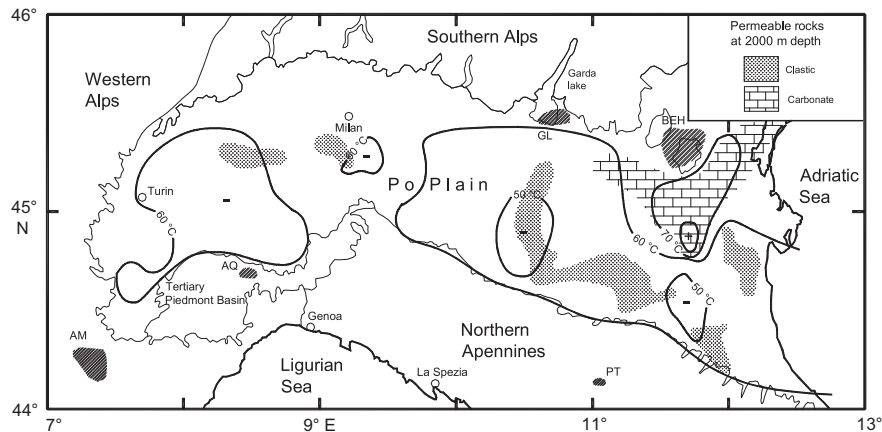 46°
Southern Alps
Permeable rocks
at 2000 m depth
Clastic
Carbonate
Western
Alps
Garda
lake
Milan
GL
BEH
60 °C
Po Plain
Adriatic
Sea
Turin
50 °C
45°
N
60 °C
60 °C
70 °C
AQ
Tertiary
Piedmont Basin
50 °C
Genoa
Northern
Apennines
AM
Ligurian
Sea
La Spezia
PT
44°
7°
9° E
11°
13°